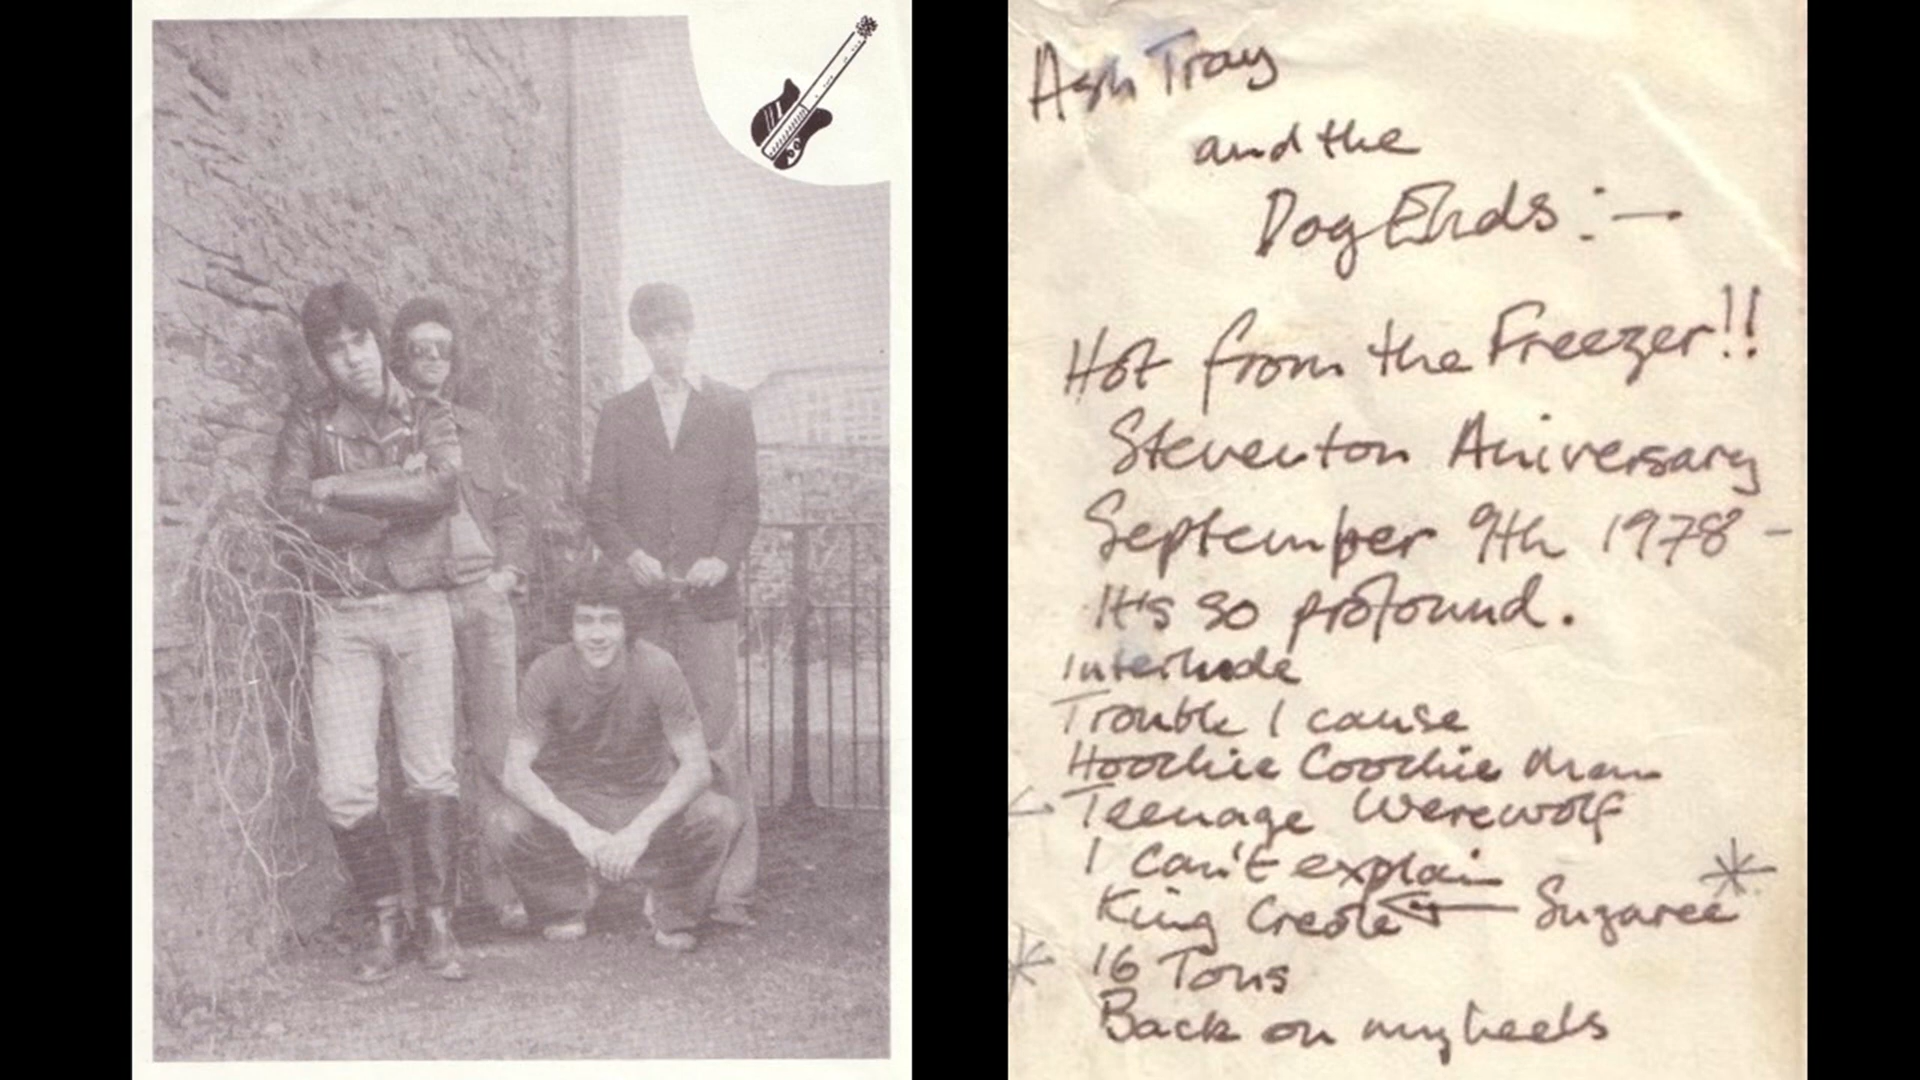 Ash Tray
and the
Dog Ends:—
Hot from the Freezer!!
Steventon Aniversary
September 9th 1978 -
It's so profound.
Interlude
Trouble I cause
Hoochie Coochie Man
Teenage Werewolf
I can't explain
King Creole ← Sugaree *
* 16 Tons
Back on my heels